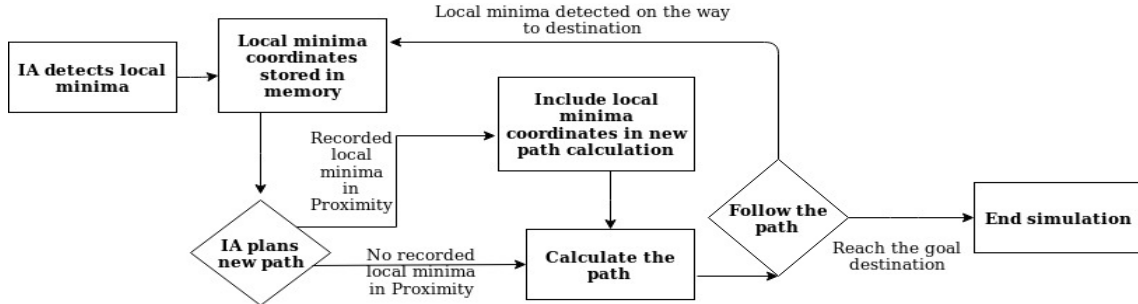 Local minima detected on the way
to destination
IA detects local
minima
Local minima
coordinates
stored in
memory
Include local
minima
coordinates in new
path calculation
Recorded
local
minima
in
Proximity
IA plans
new path
No recorded
local minima
in Proximity
Calculate the
path
Follow the
path
Reach the goal
destination
End simulation